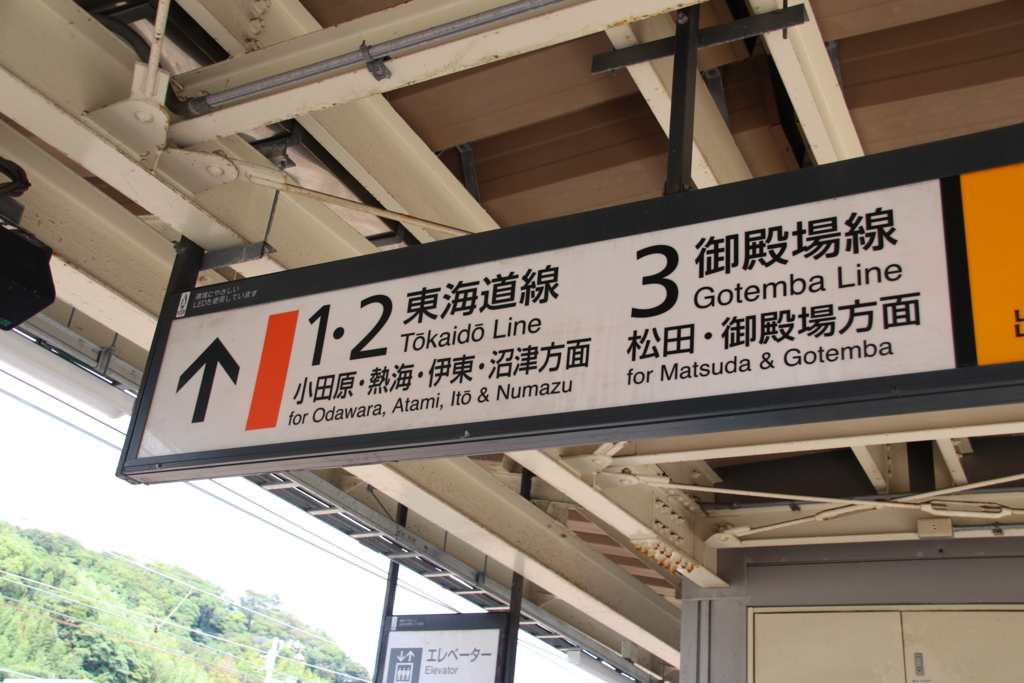 環境にやさしい
LEDを使用しています
1・2 東海道線
Tōkaidō Line
小田原・熱海・伊東・沼津方面
for Odawara, Atami, Itō & Numazu
3 御殿場線
Gotemba Line
松田・御殿場方面
for Matsuda & Gotemba
エレベーター
Elevator